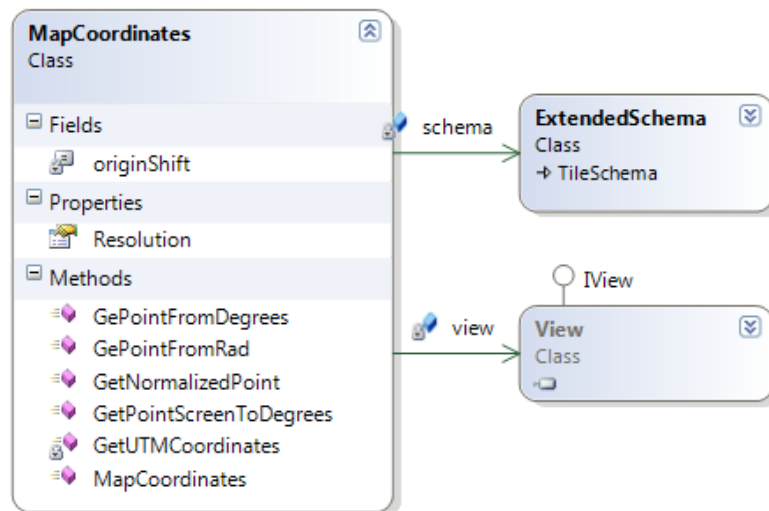 MapCoordinates
Class
Fields
originShift
Properties
Resolution
Methods
GePointFromDegrees
GePointFromRad
GetNormalizedPoint
GetPointScreenToDegrees
GetUTMCoordinates
MapCoordinates
schema
ExtendedSchema
Class
TileSchema
view
IView
View
Class